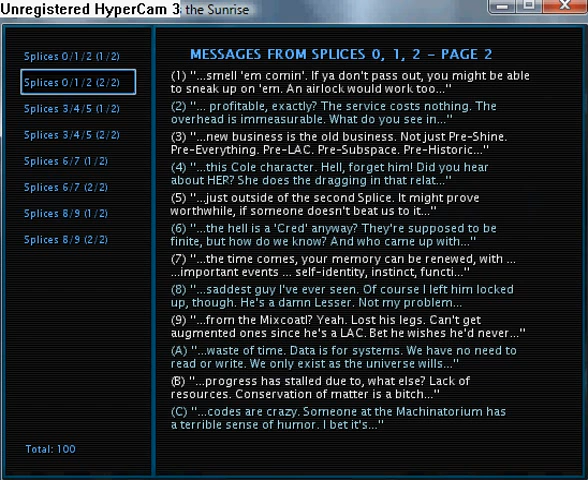 Unregistered HyperCam 3 the Sunrise
Splices 0/1/2 (1/2)
Splices 0/1/2 (2/2)
Splices 3/4/5 (1/2)
Splices 3/4/5 (2/2)
Splices 6/7 (1/2)
Splices 6/7 (2/2)
Splices 8/9 (1/2)
Splices 8/9 (2/2)
Total: 100
MESSAGES FROM SPLICES 0, 1, 2 - PAGE 2
(1) "...smell 'em comin'. If ya don't pass out, you might be able
to sneak up on 'em. An airlock would work too..."
(2) "... profitable, exactly? The service costs nothing. The
overhead is immeasurable. What do you see in..."
(3) "...new business is the old business. Not just Pre-Shine.
Pre-Everything. Pre-LAC. Pre-Subspace. Pre-Historic..."
(4) "...this Cole character. Hell, forget him! Did you hear
about HER? She does the dragging in that relat..."
(5) "...just outside of the second Splice. It might prove
worthwhile, if someone doesn't beat us to it..."
(6) "...the hell is a 'Cred' anyway? They're supposed to be
finite, but how do we know? And who came up with..."
(7) "...the time comes, your memory can be renewed, with ...
...important events ... self-identity, instinct, functi..."
(8) "...saddest guy I've ever seen. Of course I left him locked
up, though. He's a damn Lesser. Not my problem...
(9) "...from the Mixcoatl? Yeah. Lost his legs. Can't get
augmented ones since he's a LAC. Bet he wishes he'd never..."
(A) "...waste of time. Data is for systems. We have no need to
read or write. We only exist as the universe wills..."
(B) "...progress has stalled due to, what else? Lack of
resources. Conservation of matter is a bitch..."
(C) "...codes are crazy. Someone at the Machinatorium has
a terrible sense of humor. I bet it's..."